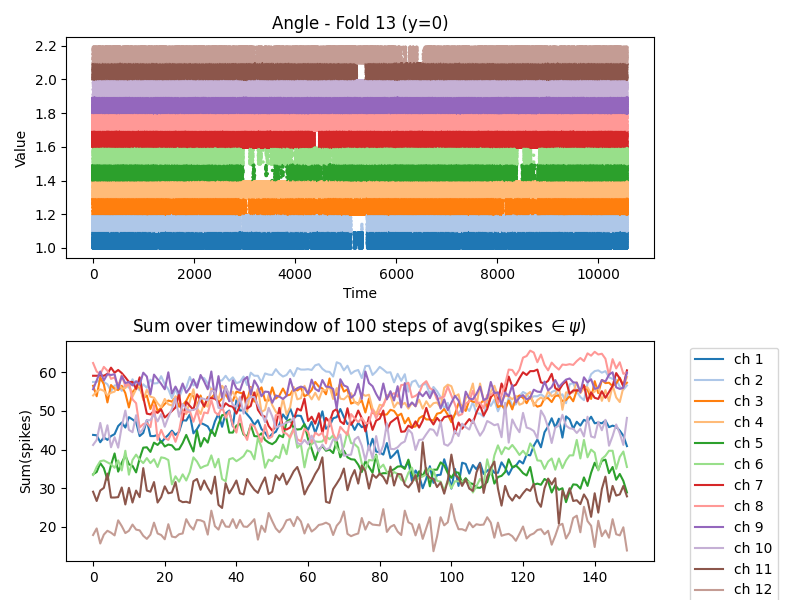 Angle - Fold 13 (y=0)
2.2
2.0
1.8
1.6
1.4
1.2
1.0
Value
0 2000 4000 6000 8000 10000
Time
Sum over timewindow of 100 steps of avg(spikes ∈ ψ)
60
50
40
30
20
Sum(spikes)
0 20 40 60 80 100 120 140
ch 1
ch 2
ch 3
ch 4
ch 5
ch 6
ch 7
ch 8
ch 9
ch 10
ch 11
ch 12